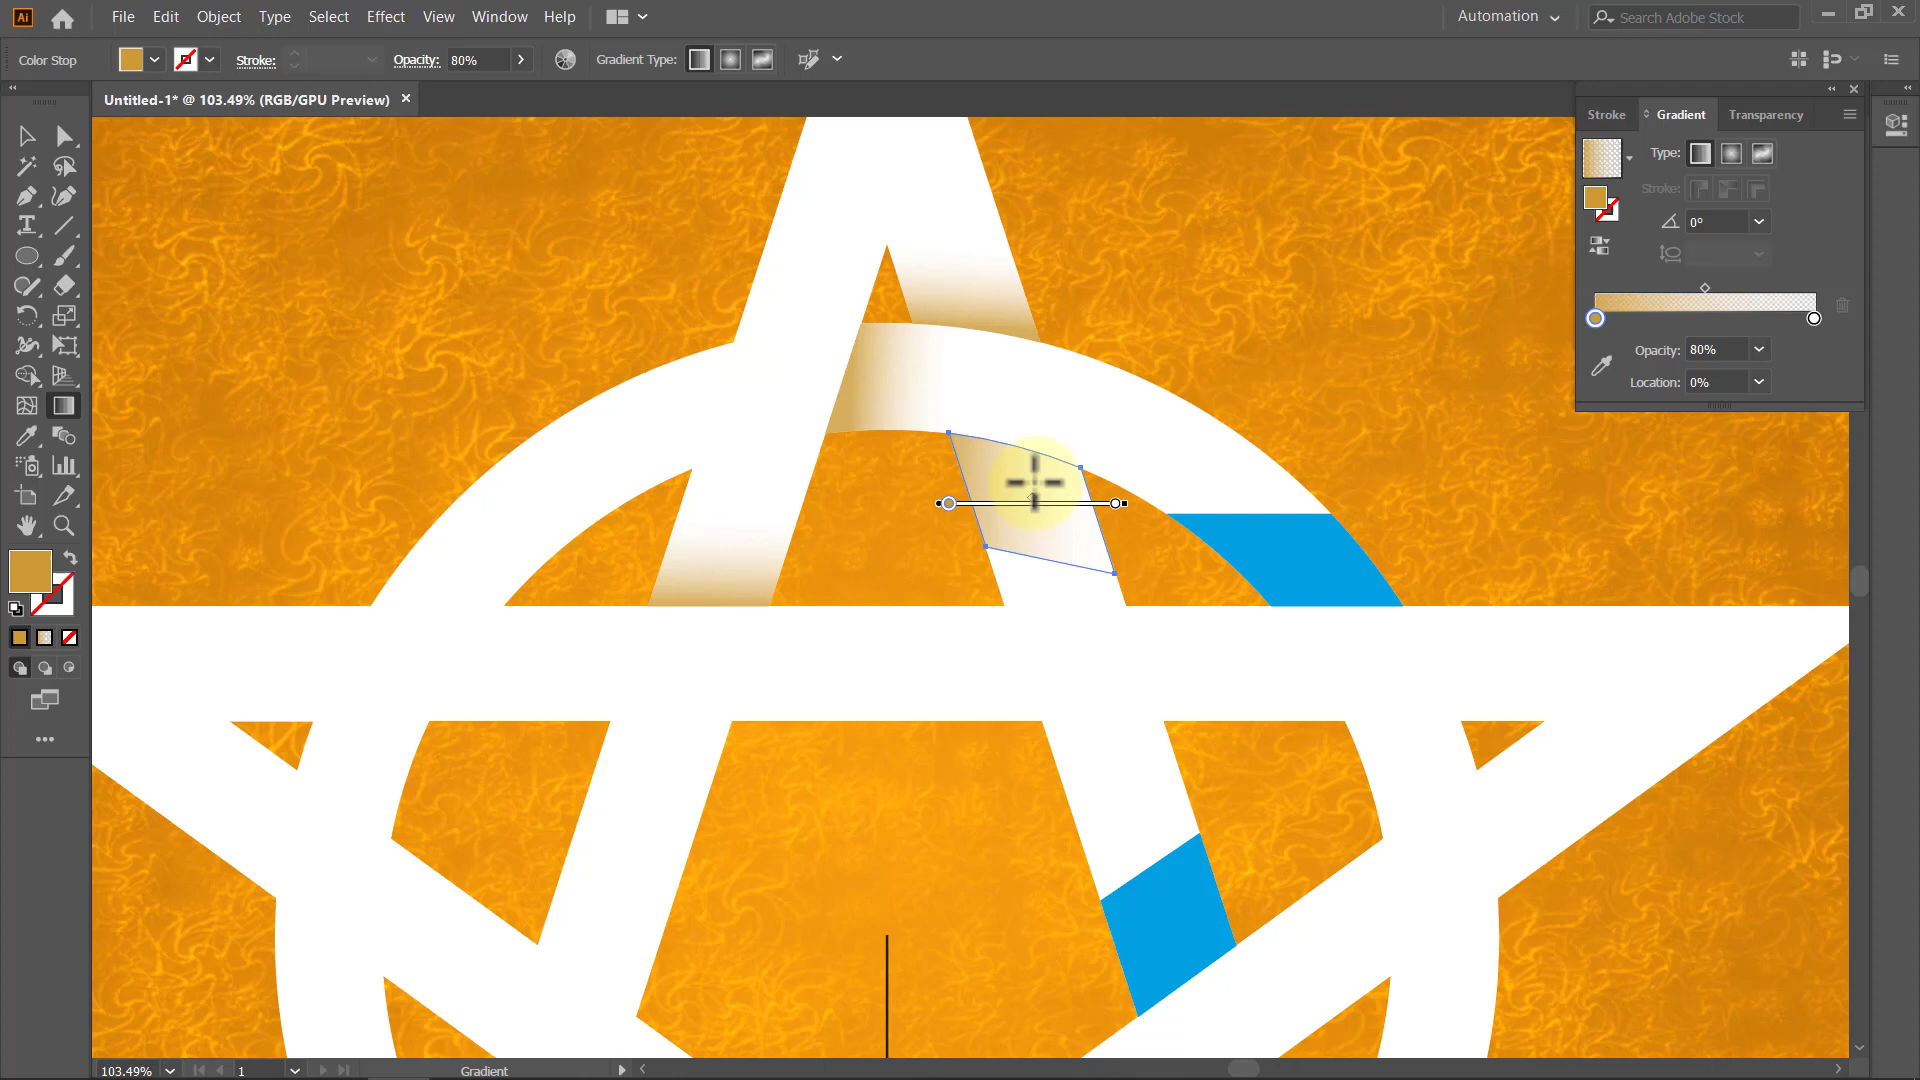 Ai File Edit Object Type Select Effect View Window Help Automation Search Adobe Stock
Color Stop Stroke: Opacity: 80% Gradient Type:
Untitled-1* @ 103.49% (RGB/GPU Preview)
Stroke Gradient Transparency
Type:
Stroke:
0°
Opacity: 80%
Location: 0%
103.49% 1 Gradient